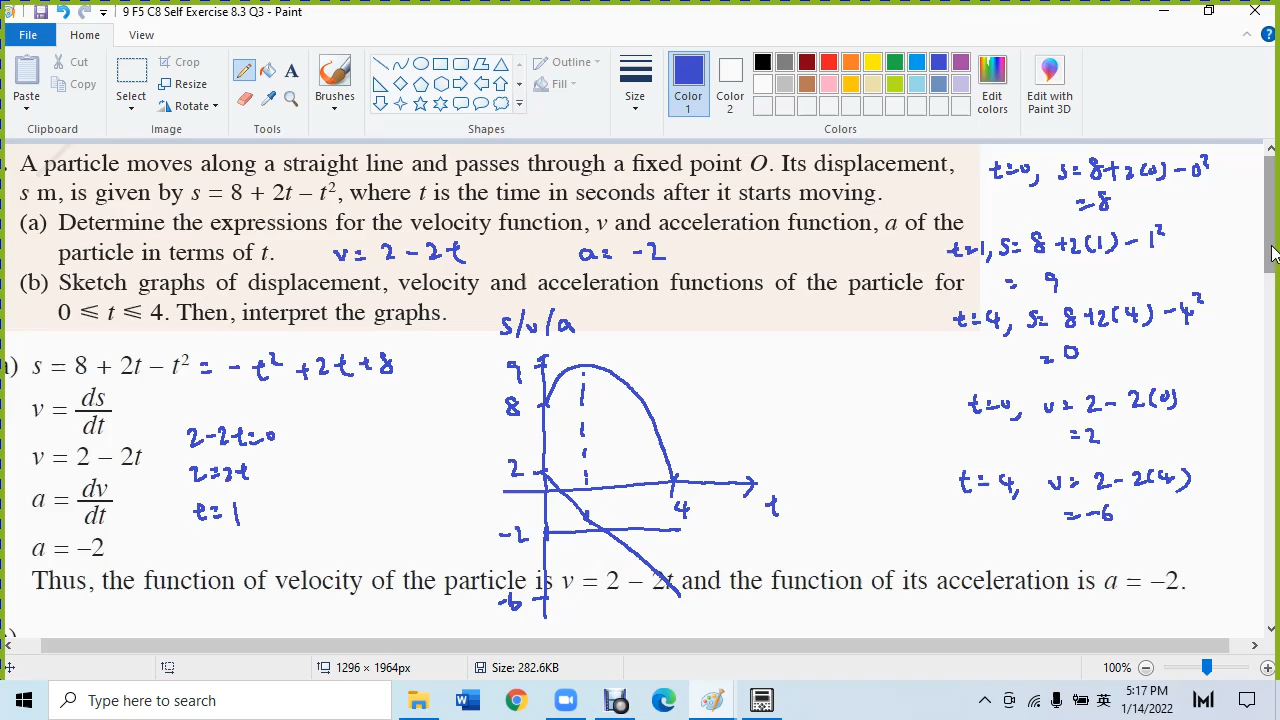 9 F5 C8 Self Exercise 8.3 Q3 - Paint
File Home View
Paste Cut Copy Clipboard
Select Crop Resize Rotate Image
A Tools
Brushes
Outline Fill Shapes
Size
Color 1 Color 2 Colors
Edit colors
Edit with Paint 3D
A particle moves along a straight line and passes through a fixed point O. Its displacement,
s m, is given by s = 8 + 2t – t², where t is the time in seconds after it starts moving.
(a) Determine the expressions for the velocity function, v and acceleration function, a of the
particle in terms of t. v = 2 - 2t a = -2
(b) Sketch graphs of displacement, velocity and acceleration functions of the particle for
0 ⩽ t ⩽ 4. Then, interpret the graphs.
t=0, s= 8+2(0) - 0²
= 8
t=1, s= 8 +2(1) - 1²
= 9
t=4, s= 8+2(4) - 4²
= 0
t=0, v= 2 - 2(0)
= 2
t=4, v= 2 - 2(4)
= -6
) s = 8 + 2t – t² = - t² + 2t + 8
v = ds/dt
v = 2 – 2t
a = dv/dt
a = –2
2-2t=0
2=2t
t=1
s/v/a
9
8
2
4
t
-2
-6
Thus, the function of velocity of the particle is v = 2 – 2t and the function of its acceleration is a = –2.
1296 × 1964px
Size: 282.6KB
100%
Type here to search
英
5:17 PM
1/14/2022